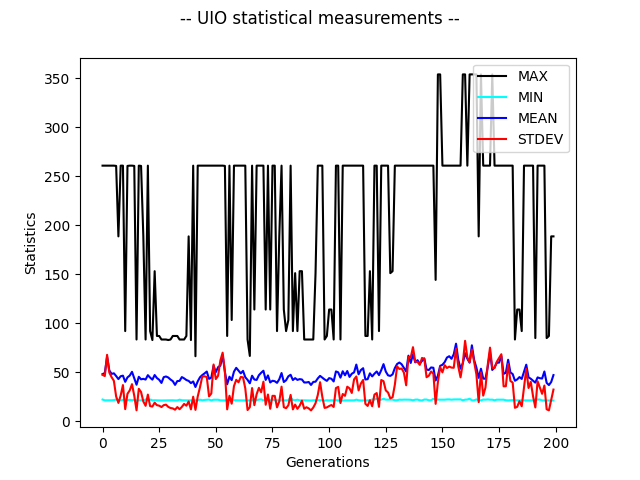 -- UIO statistical measurements --
MAX
MIN
MEAN
STDEV
Statistics
350
300
250
200
150
100
50
0
0 25 50 75 100 125 150 175 200
Generations